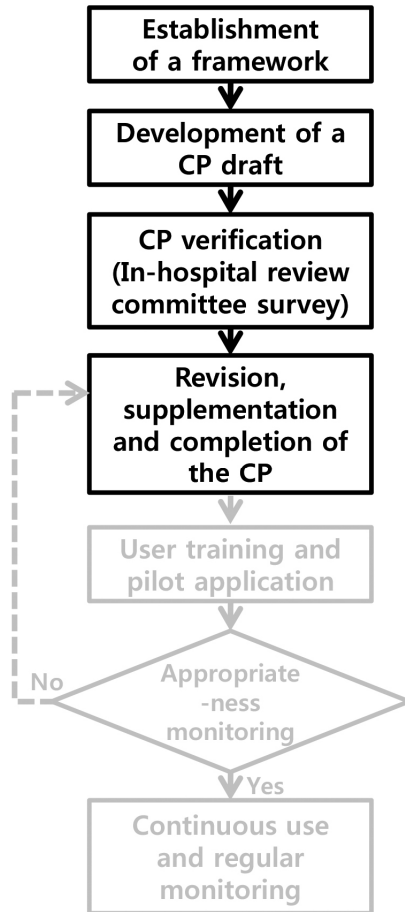 Establishment
of a framework
Development of a
CP draft
CP verification
(In-hospital review
committee survey)
Revision,
supplementation
and completion of
the CP
User training and
pilot application
No
Appropriate
-ness
monitoring
Yes
Continuous use
and regular
monitoring